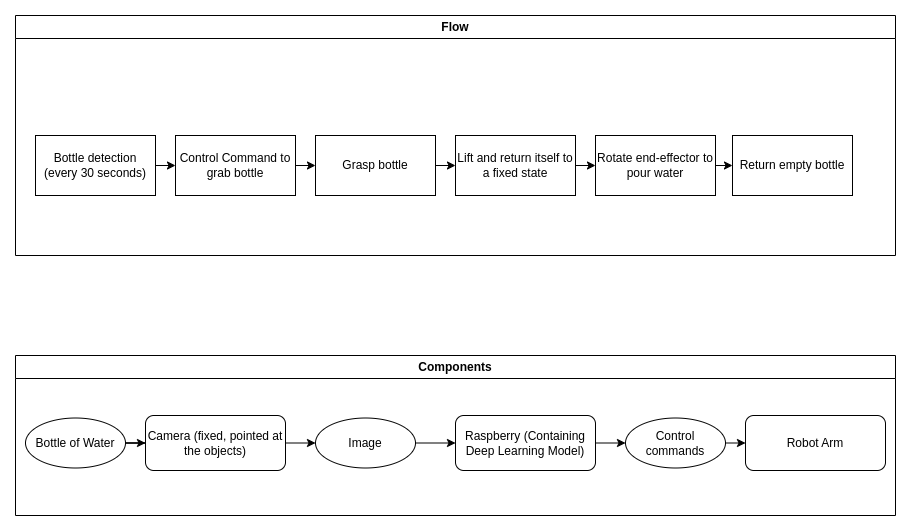 Flow
Bottle detection
(every 30 seconds)
Control Command to
grab bottle
Grasp bottle
Lift and return itself to
a fixed state
Rotate end-effector to
pour water
Return empty bottle
Components
Bottle of Water
Camera (fixed, pointed at
the objects)
Image
Raspberry (Containing
Deep Learning Model)
Control
commands
Robot Arm